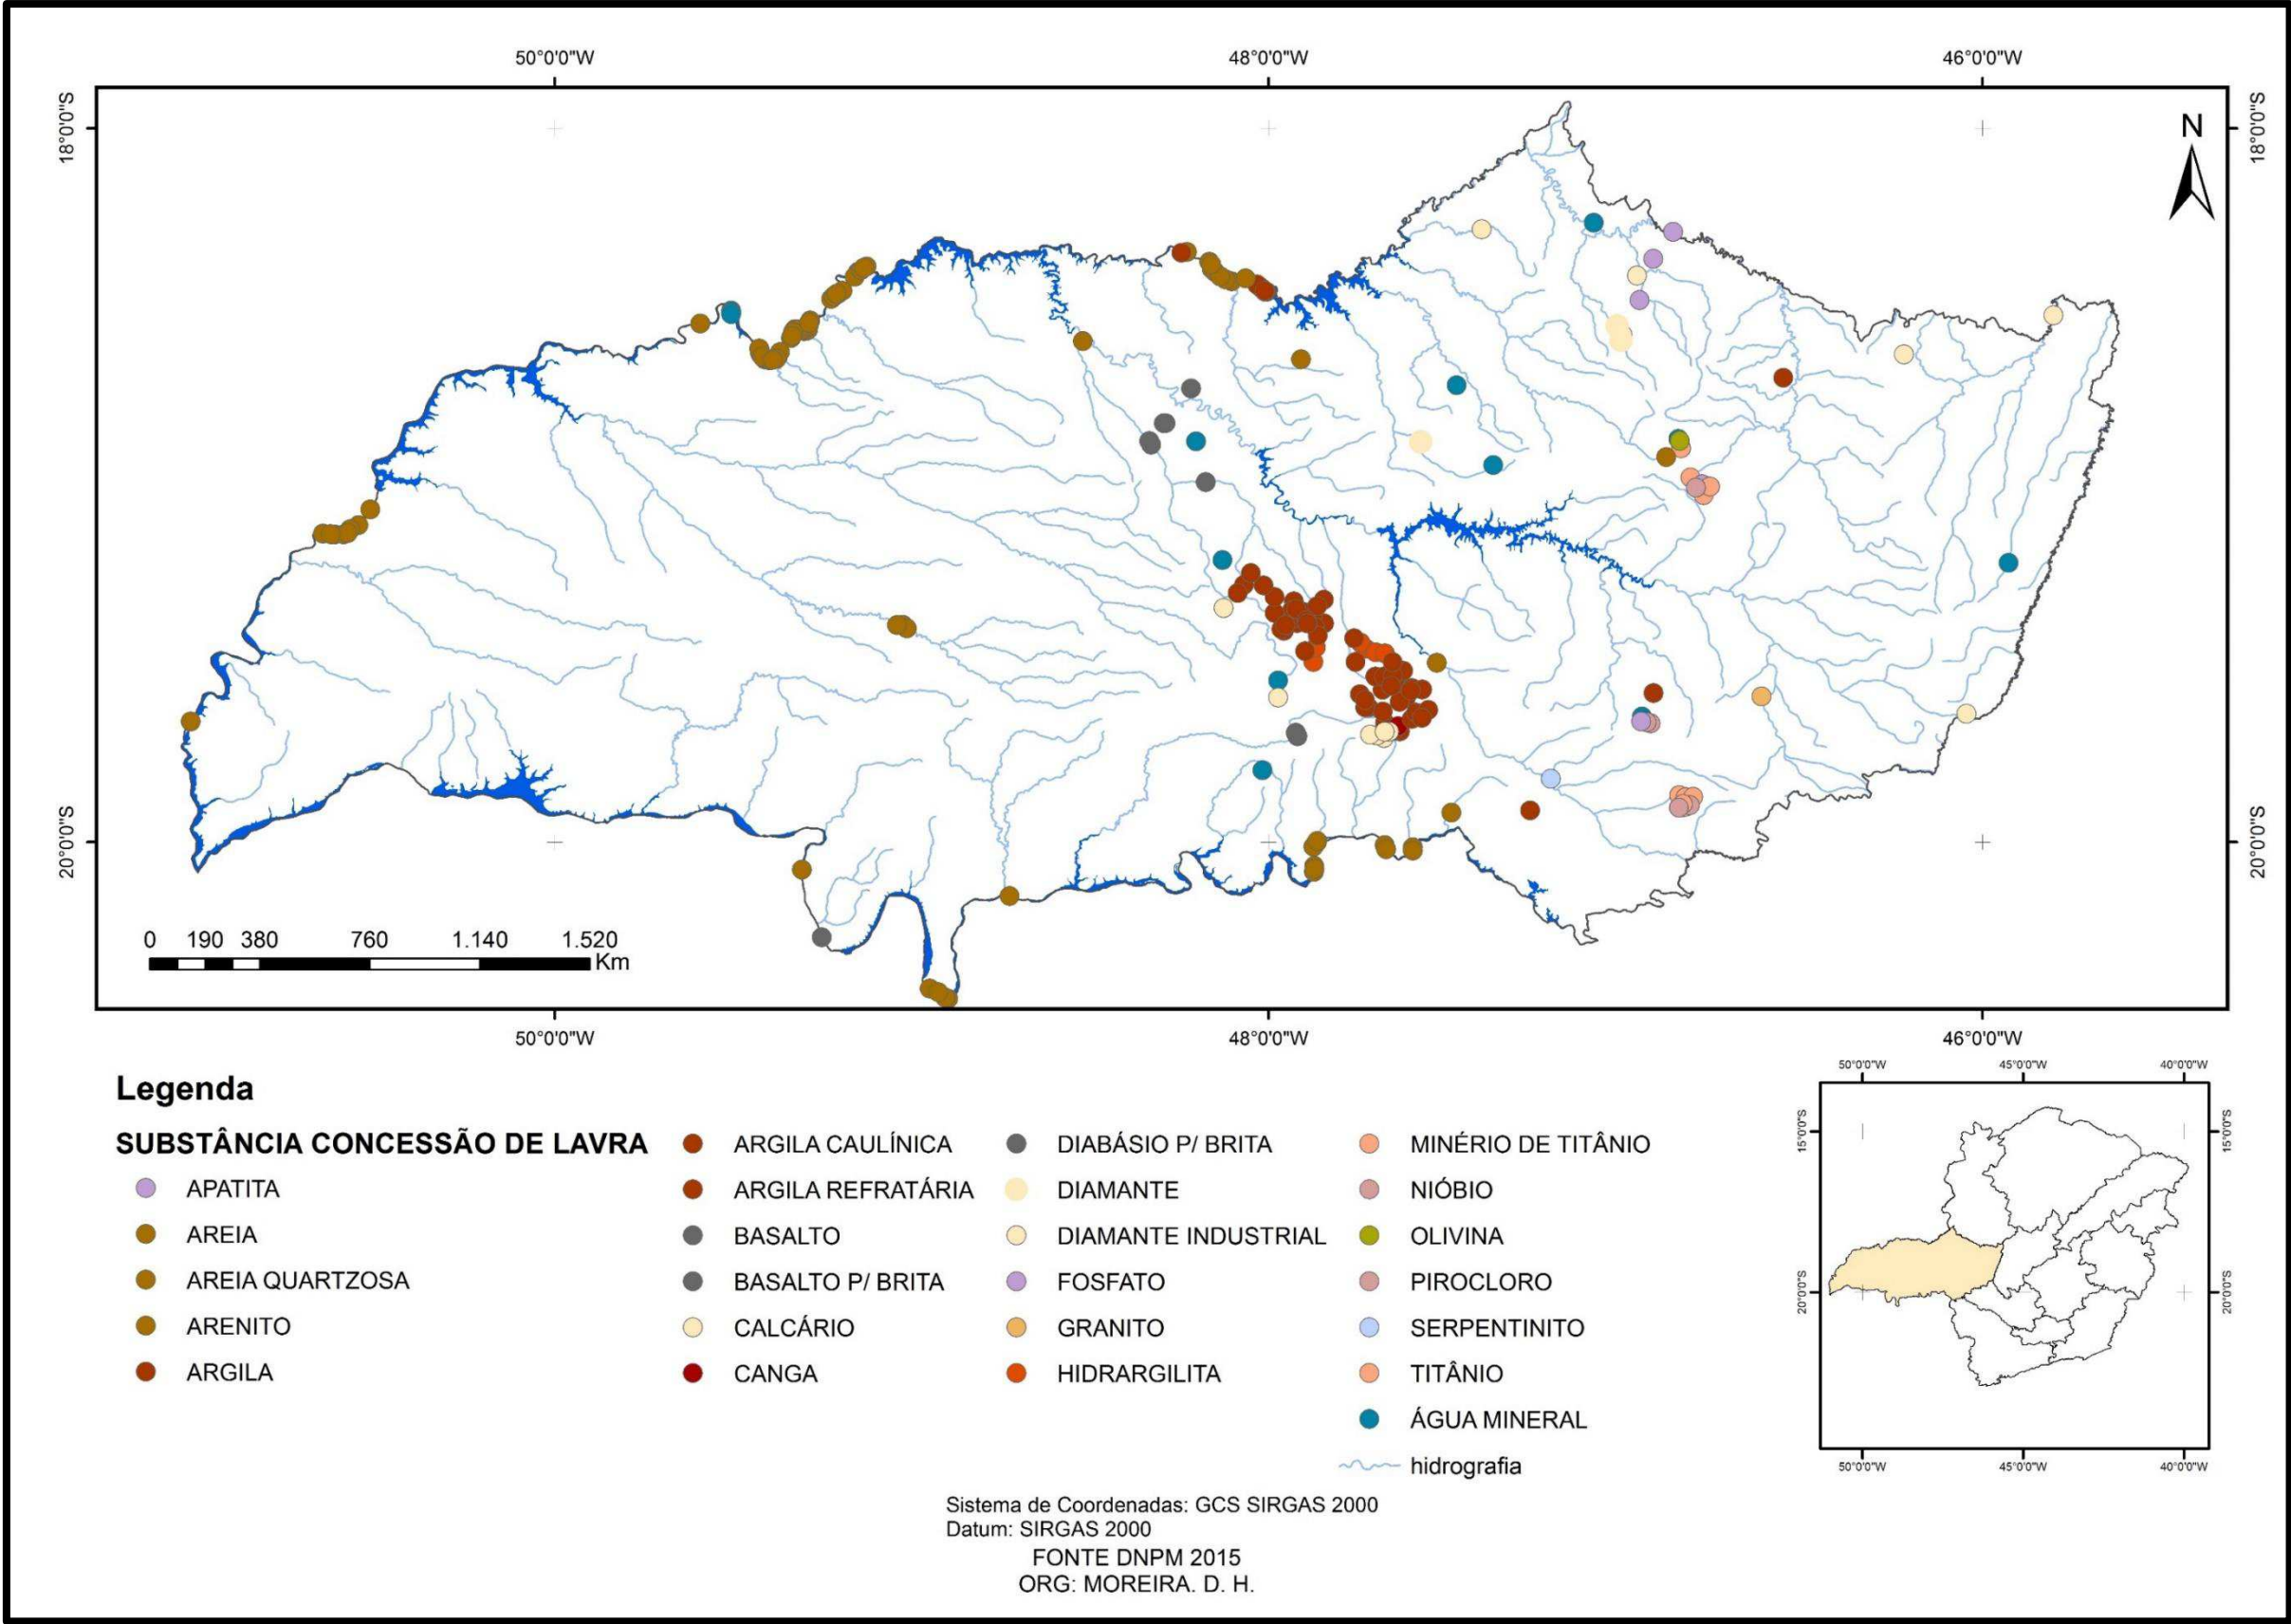 50°0'0"W 48°0'0"W 46°0'0"W
18°0'0"S 18°0'0"S
N
20°0'0"S 20°0'0"S
0 190 380 760 1.140 1.520
Km
50°0'0"W 48°0'0"W 46°0'0"W
Legenda
SUBSTÂNCIA CONCESSÃO DE LAVRA
APATITA
AREIA
AREIA QUARTZOSA
ARENITO
ARGILA
ARGILA CAULÍNICA
ARGILA REFRATÁRIA
BASALTO
BASALTO P/ BRITA
CALCÁRIO
CANGA
DIABÁSIO P/ BRITA
DIAMANTE
DIAMANTE INDUSTRIAL
FOSFATO
GRANITO
HIDRARGILITA
MINÉRIO DE TITÂNIO
NIÓBIO
OLIVINA
PIROCLORO
SERPENTINITO
TITÂNIO
ÁGUA MINERAL
hidrografia
50°0'0"W 45°0'0"W 40°0'0"W
15°0'0"S 15°0'0"S
20°0'0"S 20°0'0"S
50°0'0"W 45°0'0"W 40°0'0"W
Sistema de Coordenadas: GCS SIRGAS 2000
Datum: SIRGAS 2000
FONTE DNPM 2015
ORG: MOREIRA. D. H.